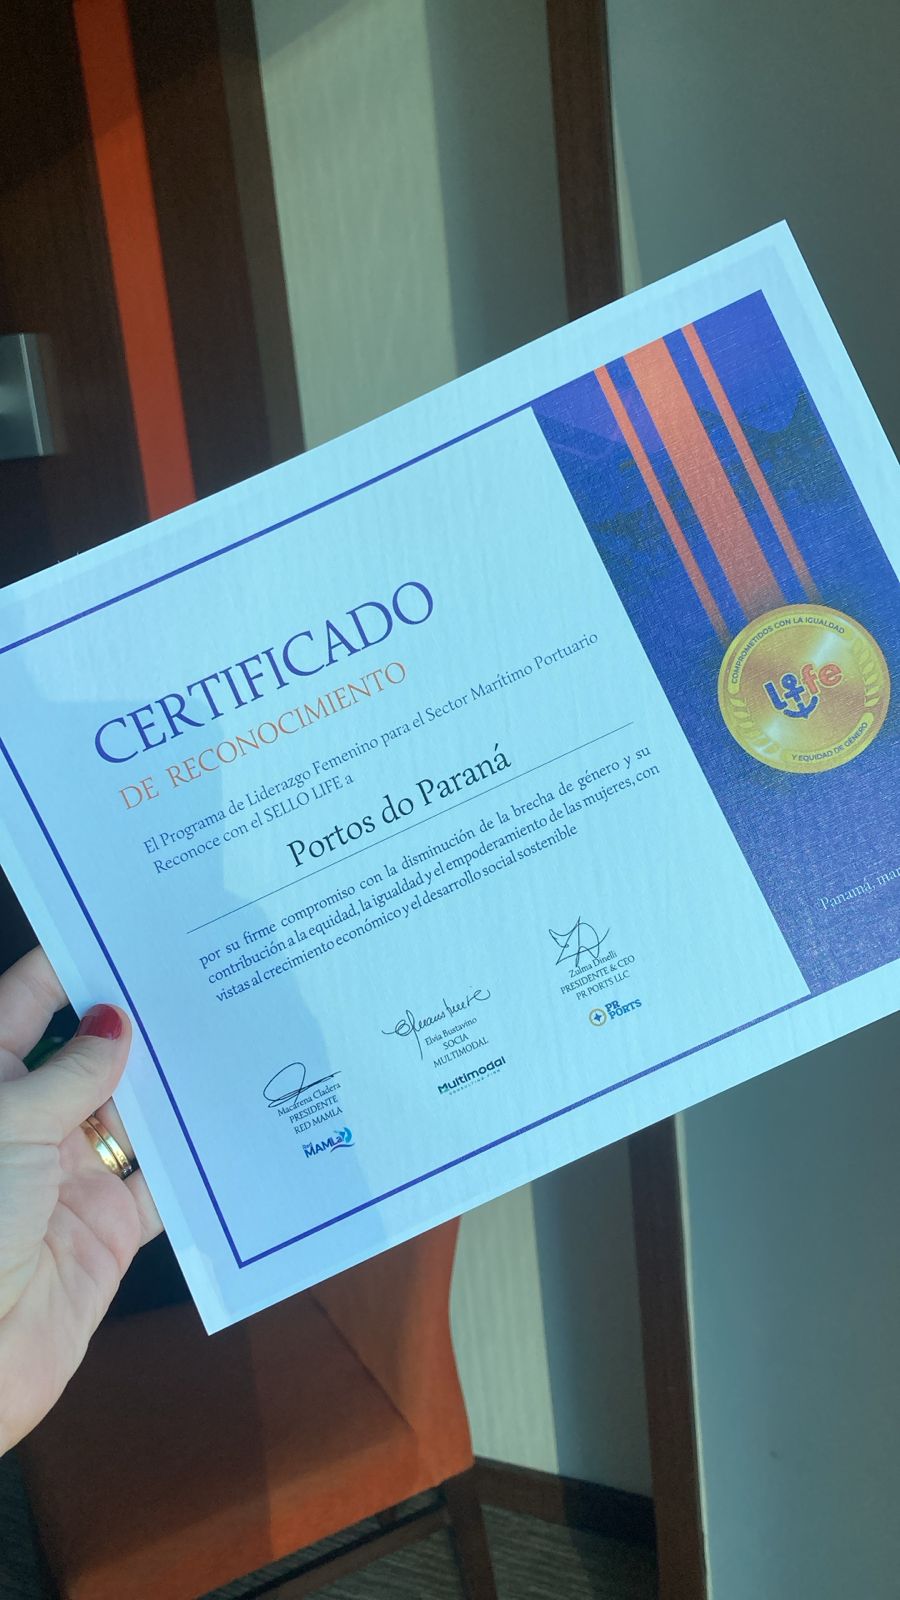 CERTIFICADO
DE RECONOCIMIENTO
El Programa de Liderazgo Femenino para el Sector Marítimo Portuario
Reconoce con el SELLO LIFE a
Portos do Paraná
por su firme compromiso con la disminución de la brecha de género y su
contribución a la equidad, la igualdad y el empoderamiento de las mujeres, con
vistas al crecimiento económico y el desarrollo social sostenible
Macarena Cladera
PRESIDENTE
RED MAMLA
Red
MAMLa
Elvia Bustavino
SOCIA
MULTIMODAL
Multimodal
CONSULTING FIRM
Zulma Dinelli
PRESIDENTE & CEO
PR PORTS LLC
PR
PORTS
COMPROMETIDOS CON LA IGUALDAD
Life
Y EQUIDAD DE GÉNERO
Panamá,